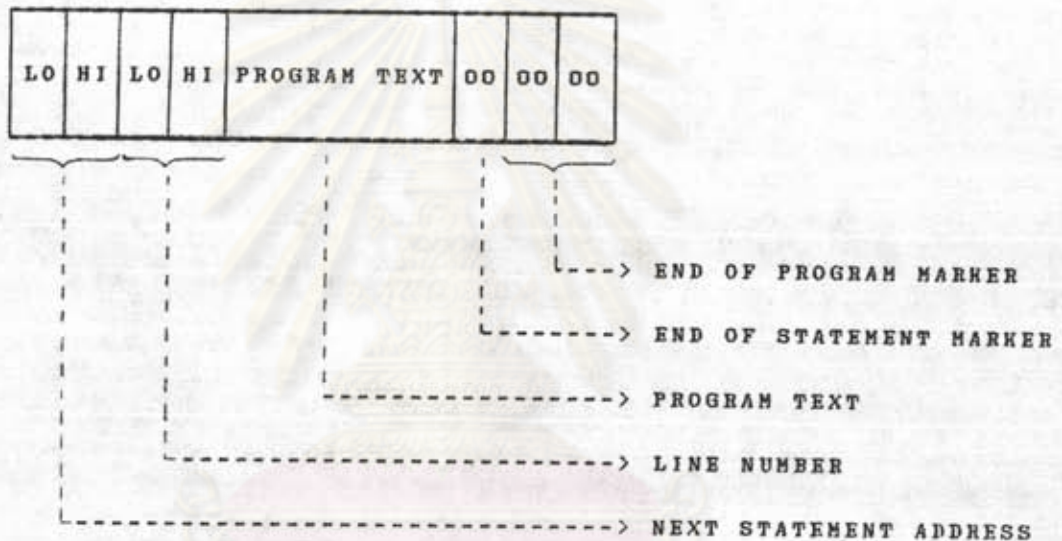 LO HI LO HI PROGRAM TEXT 00 00 00
END OF PROGRAM MARKER
END OF STATEMENT MARKER
PROGRAM TEXT
LINE NUMBER
NEXT STATEMENT ADDRESS